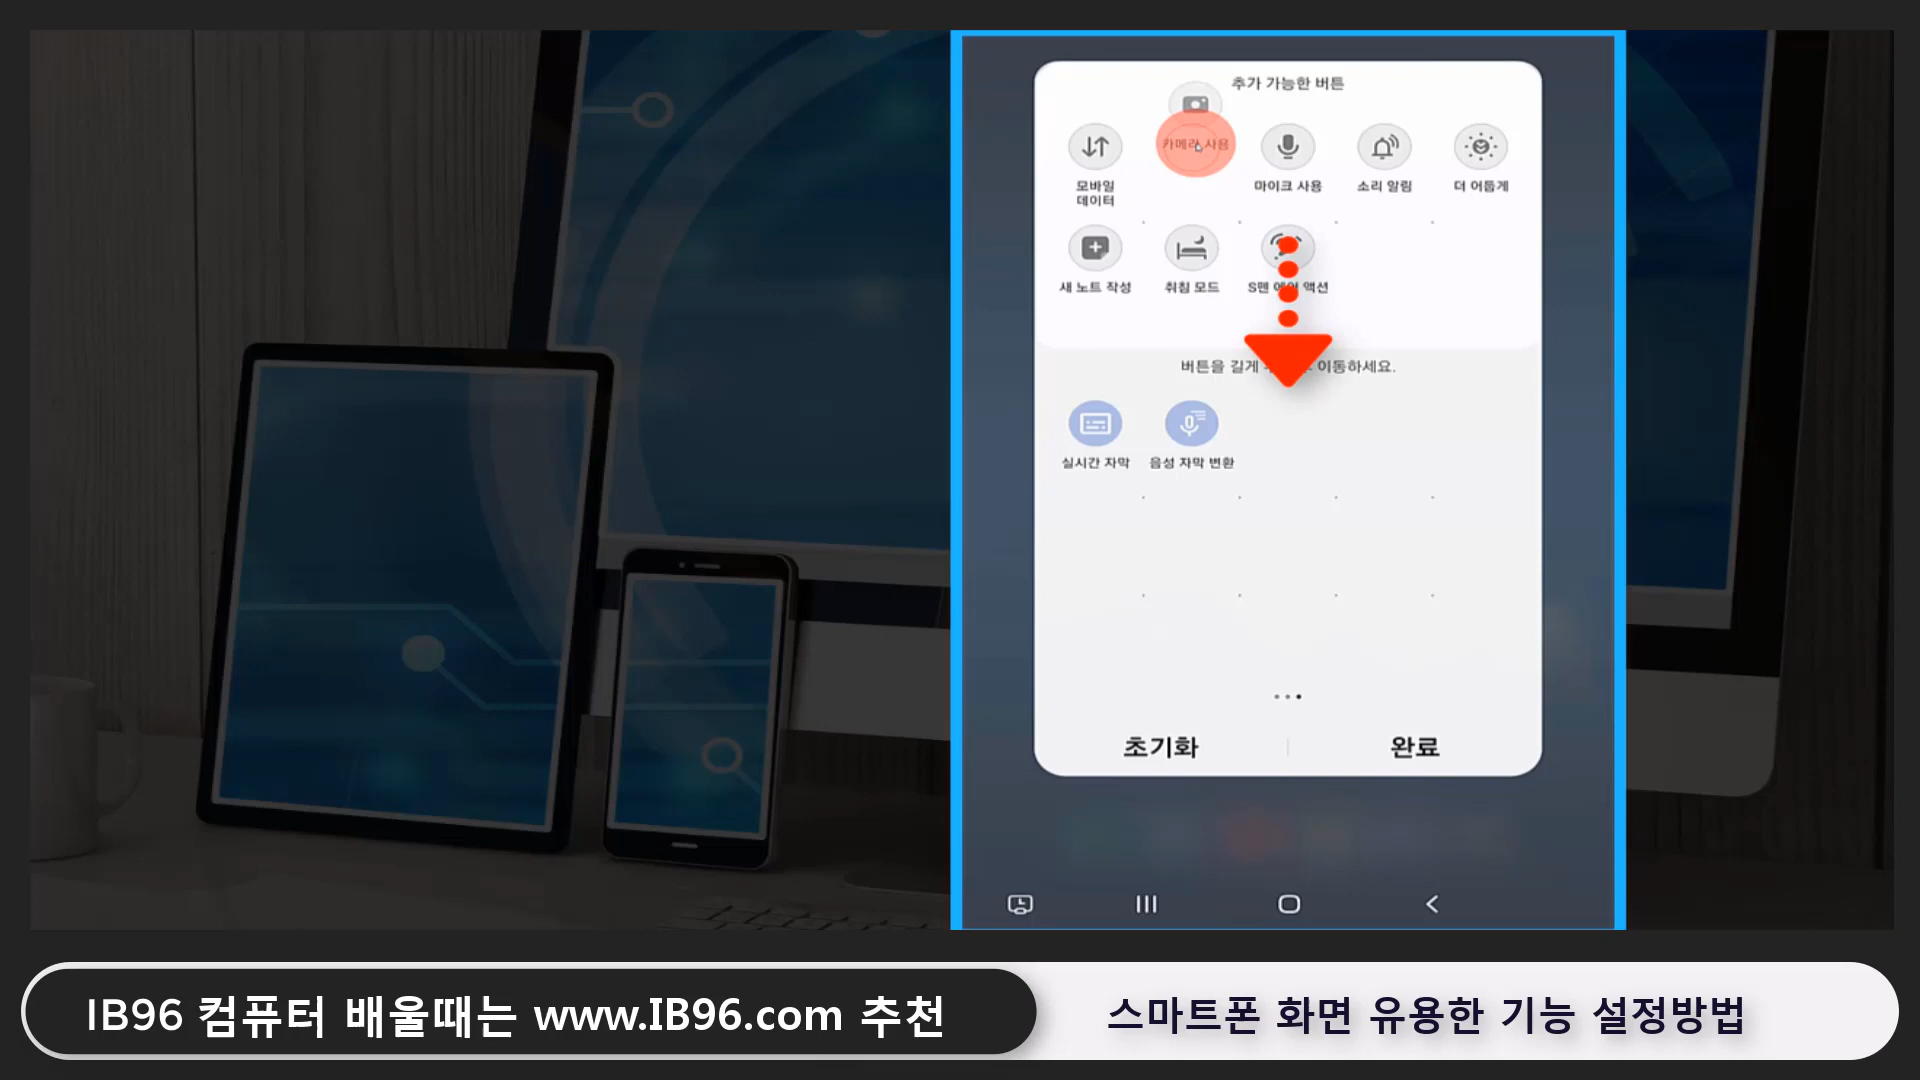 추가 가능한 버튼
카메라 사용
모바일
데이터
마이크 사용
소리 알림
더 어둡게
새 노트 작성
취침 모드
S펜 에어 액션
버튼을 길게 이동하세요.
실시간 자막
음성 자막 변환
초기화
완료
IB96 컴퓨터 배울때는 www.IB96.com 추천
스마트폰 화면 유용한 기능 설정방법